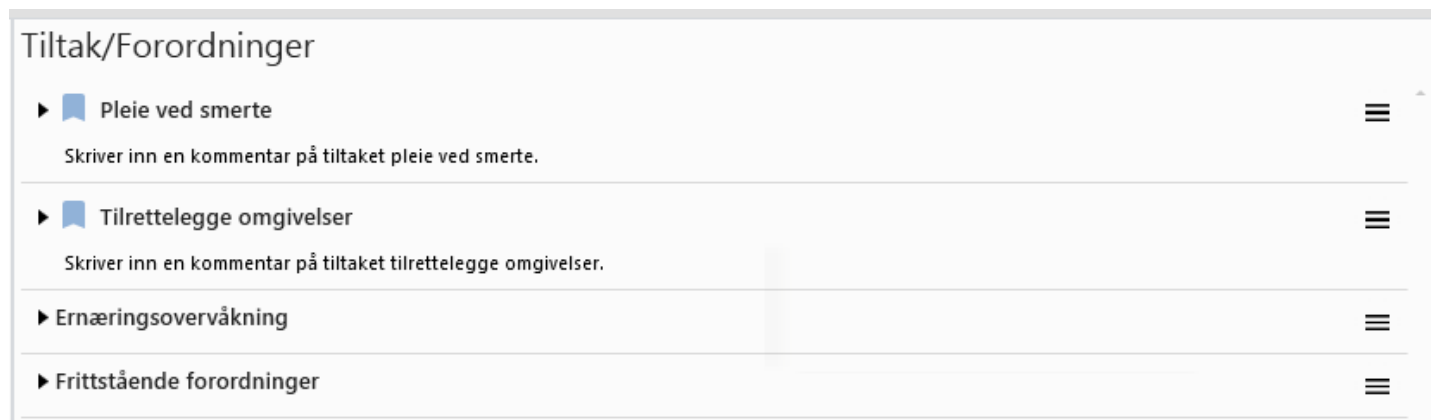 Tiltak/Forordninger
Pleie ved smerte
Skriver inn en kommentar på tiltaket pleie ved smerte.
Tilrettelegge omgivelser
Skriver inn en kommentar på tiltaket tilrettelegge omgivelser.
Ernæringsovervåkning
Frittstående forordninger